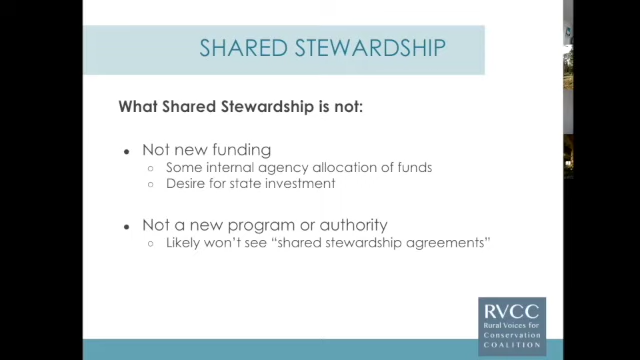 SHARED STEWARDSHIP
What Shared Stewardship is not:
• Not new funding
○ Some internal agency allocation of funds
○ Desire for state investment
• Not a new program or authority
○ Likely won't see “shared stewardship agreements”
RVCC
Rural Voices for
Conservation
COALITION